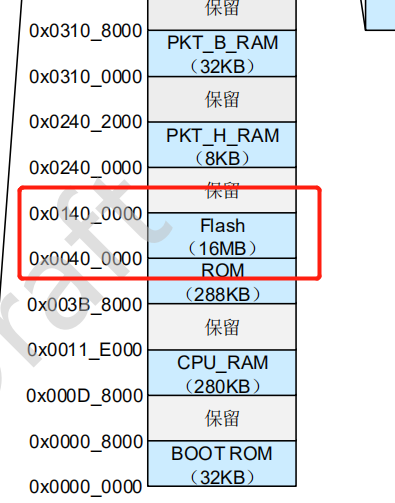 保留
0x0310_8000
PKT_B_RAM
（32KB）
0x0310_0000
保留
0x0240_2000
PKT_H_RAM
（8KB）
0x0240_0000
保留
0x0140_0000
Flash
（16MB）
0x0040_0000
ROM
（288KB）
0x003B_8000
保留
0x0011_E000
CPU_RAM
（280KB）
0x000D_8000
保留
0x0000_8000
BOOT ROM
（32KB）
0x0000_0000
raft